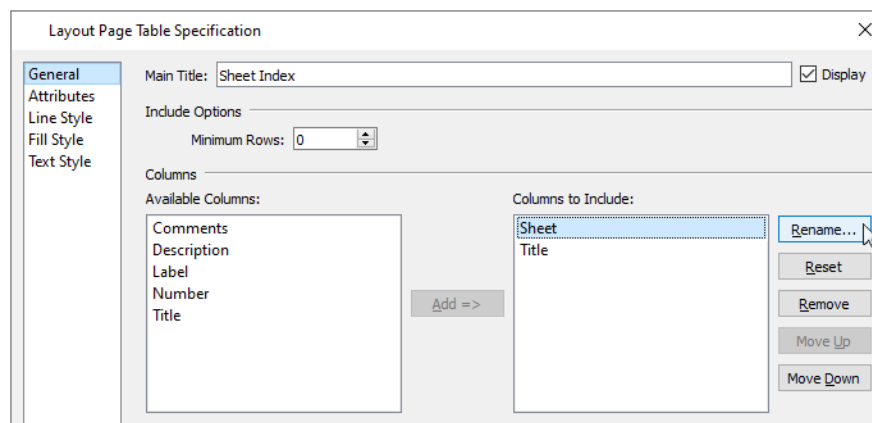 Layout Page Table Specification
General
Attributes
Line Style
Fill Style
Text Style
Main Title: Sheet Index
Display
Include Options
Minimum Rows: 0
Columns
Available Columns:
Comments
Description
Label
Number
Title
Add =>
Columns to Include:
Sheet
Title
Rename...
Reset
Remove
Move Up
Move Down